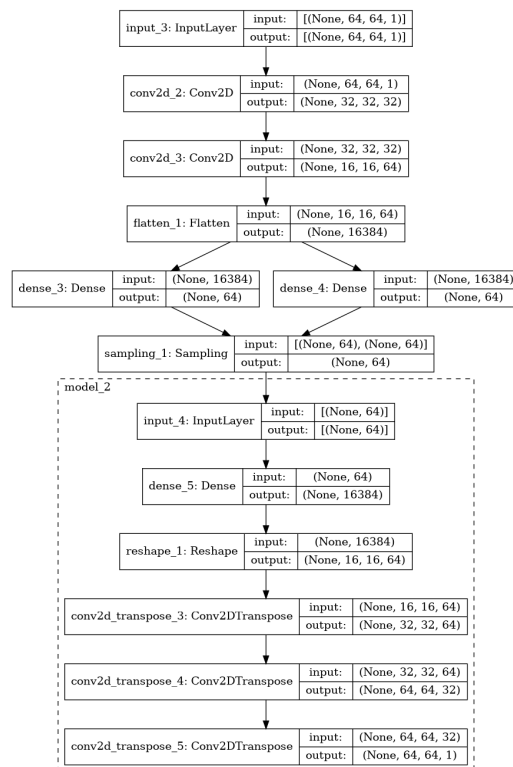 input_3: InputLayer input: [(None, 64, 64, 1)]
output: [(None, 64, 64, 1)]
conv2d_2: Conv2D input: (None, 64, 64, 1)
output: (None, 32, 32, 32)
conv2d_3: Conv2D input: (None, 32, 32, 32)
output: (None, 16, 16, 64)
flatten_1: Flatten input: (None, 16, 16, 64)
output: (None, 16384)
dense_3: Dense input: (None, 16384)
output: (None, 64)
dense_4: Dense input: (None, 16384)
output: (None, 64)
sampling_1: Sampling input: [(None, 64), (None, 64)]
output: (None, 64)
model_2
input_4: InputLayer input: [(None, 64)]
output: [(None, 64)]
dense_5: Dense input: (None, 64)
output: (None, 16384)
reshape_1: Reshape input: (None, 16384)
output: (None, 16, 16, 64)
conv2d_transpose_3: Conv2DTranspose input: (None, 16, 16, 64)
output: (None, 32, 32, 64)
conv2d_transpose_4: Conv2DTranspose input: (None, 32, 32, 64)
output: (None, 64, 64, 32)
conv2d_transpose_5: Conv2DTranspose input: (None, 64, 64, 32)
output: (None, 64, 64, 1)